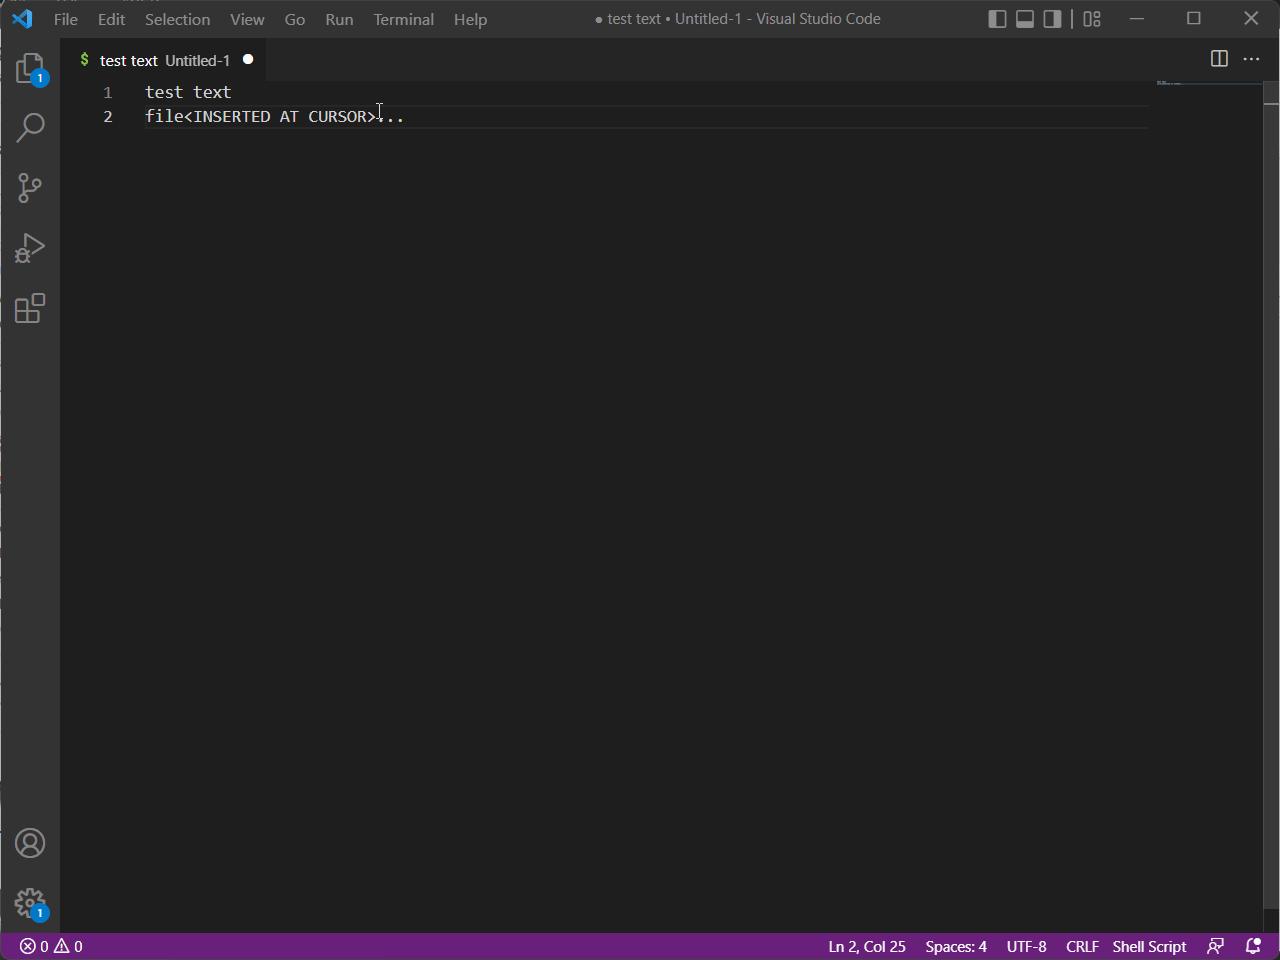 File Edit Selection View Go Run Terminal Help ● test text • Untitled-1 - Visual Studio Code
$ test text Untitled-1
1 test text
2 file<INSERTED AT CURSOR>...
1
1
0 0 Ln 2, Col 25 Spaces: 4 UTF-8 CRLF Shell Script